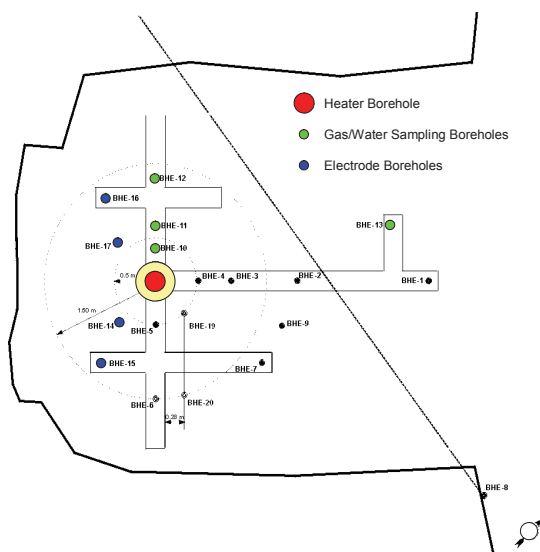 Heater Borehole
Gas/Water Sampling Boreholes
Electrode Boreholes
BHE-12
BHE-16
BHE-11
BHE-13
BHE-17
BHE-10
0.5 m
BHE-4
BHE-3
BHE-2
BHE-1
1.50 m
BHE-14
BHE-5
BHE-19
BHE-9
BHE-15
BHE-7
BHE-6
BHE-20
0.28 m
BHE-8